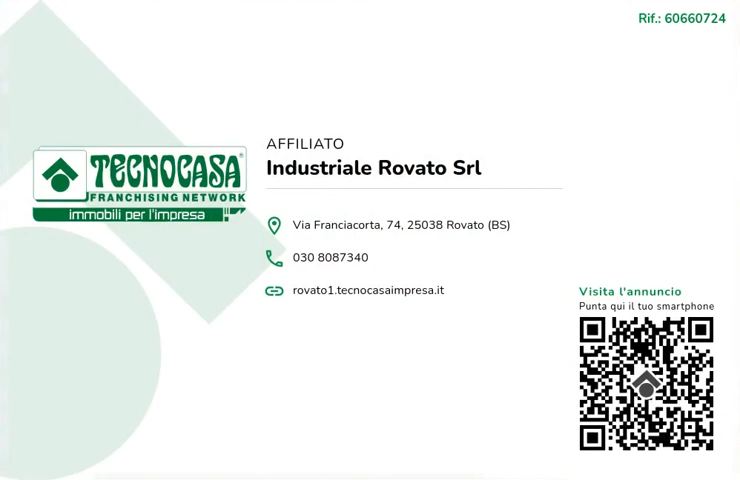 Rif.: 60660724
AFFILIATO
Industriale Rovato Srl
TECNOCASA®
FRANCHISING NETWORK
immobili per l'impresa
Via Franciacorta, 74, 25038 Rovato (BS)
030 8087340
rovato1.tecnocasaimpresa.it
Visita l'annuncio
Punta qui il tuo smartphone